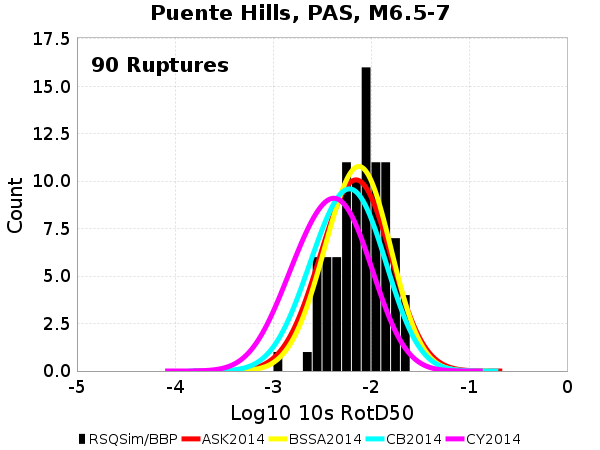 Puente Hills, PAS, M6.5-7
90 Ruptures
Count
17.5
15.0
12.5
10.0
7.5
5.0
2.5
0.0
-5 -4 -3 -2 -1 0
Log10 10s RotD50
RSQSim/BBP ASK2014 BSSA2014 CB2014 CY2014